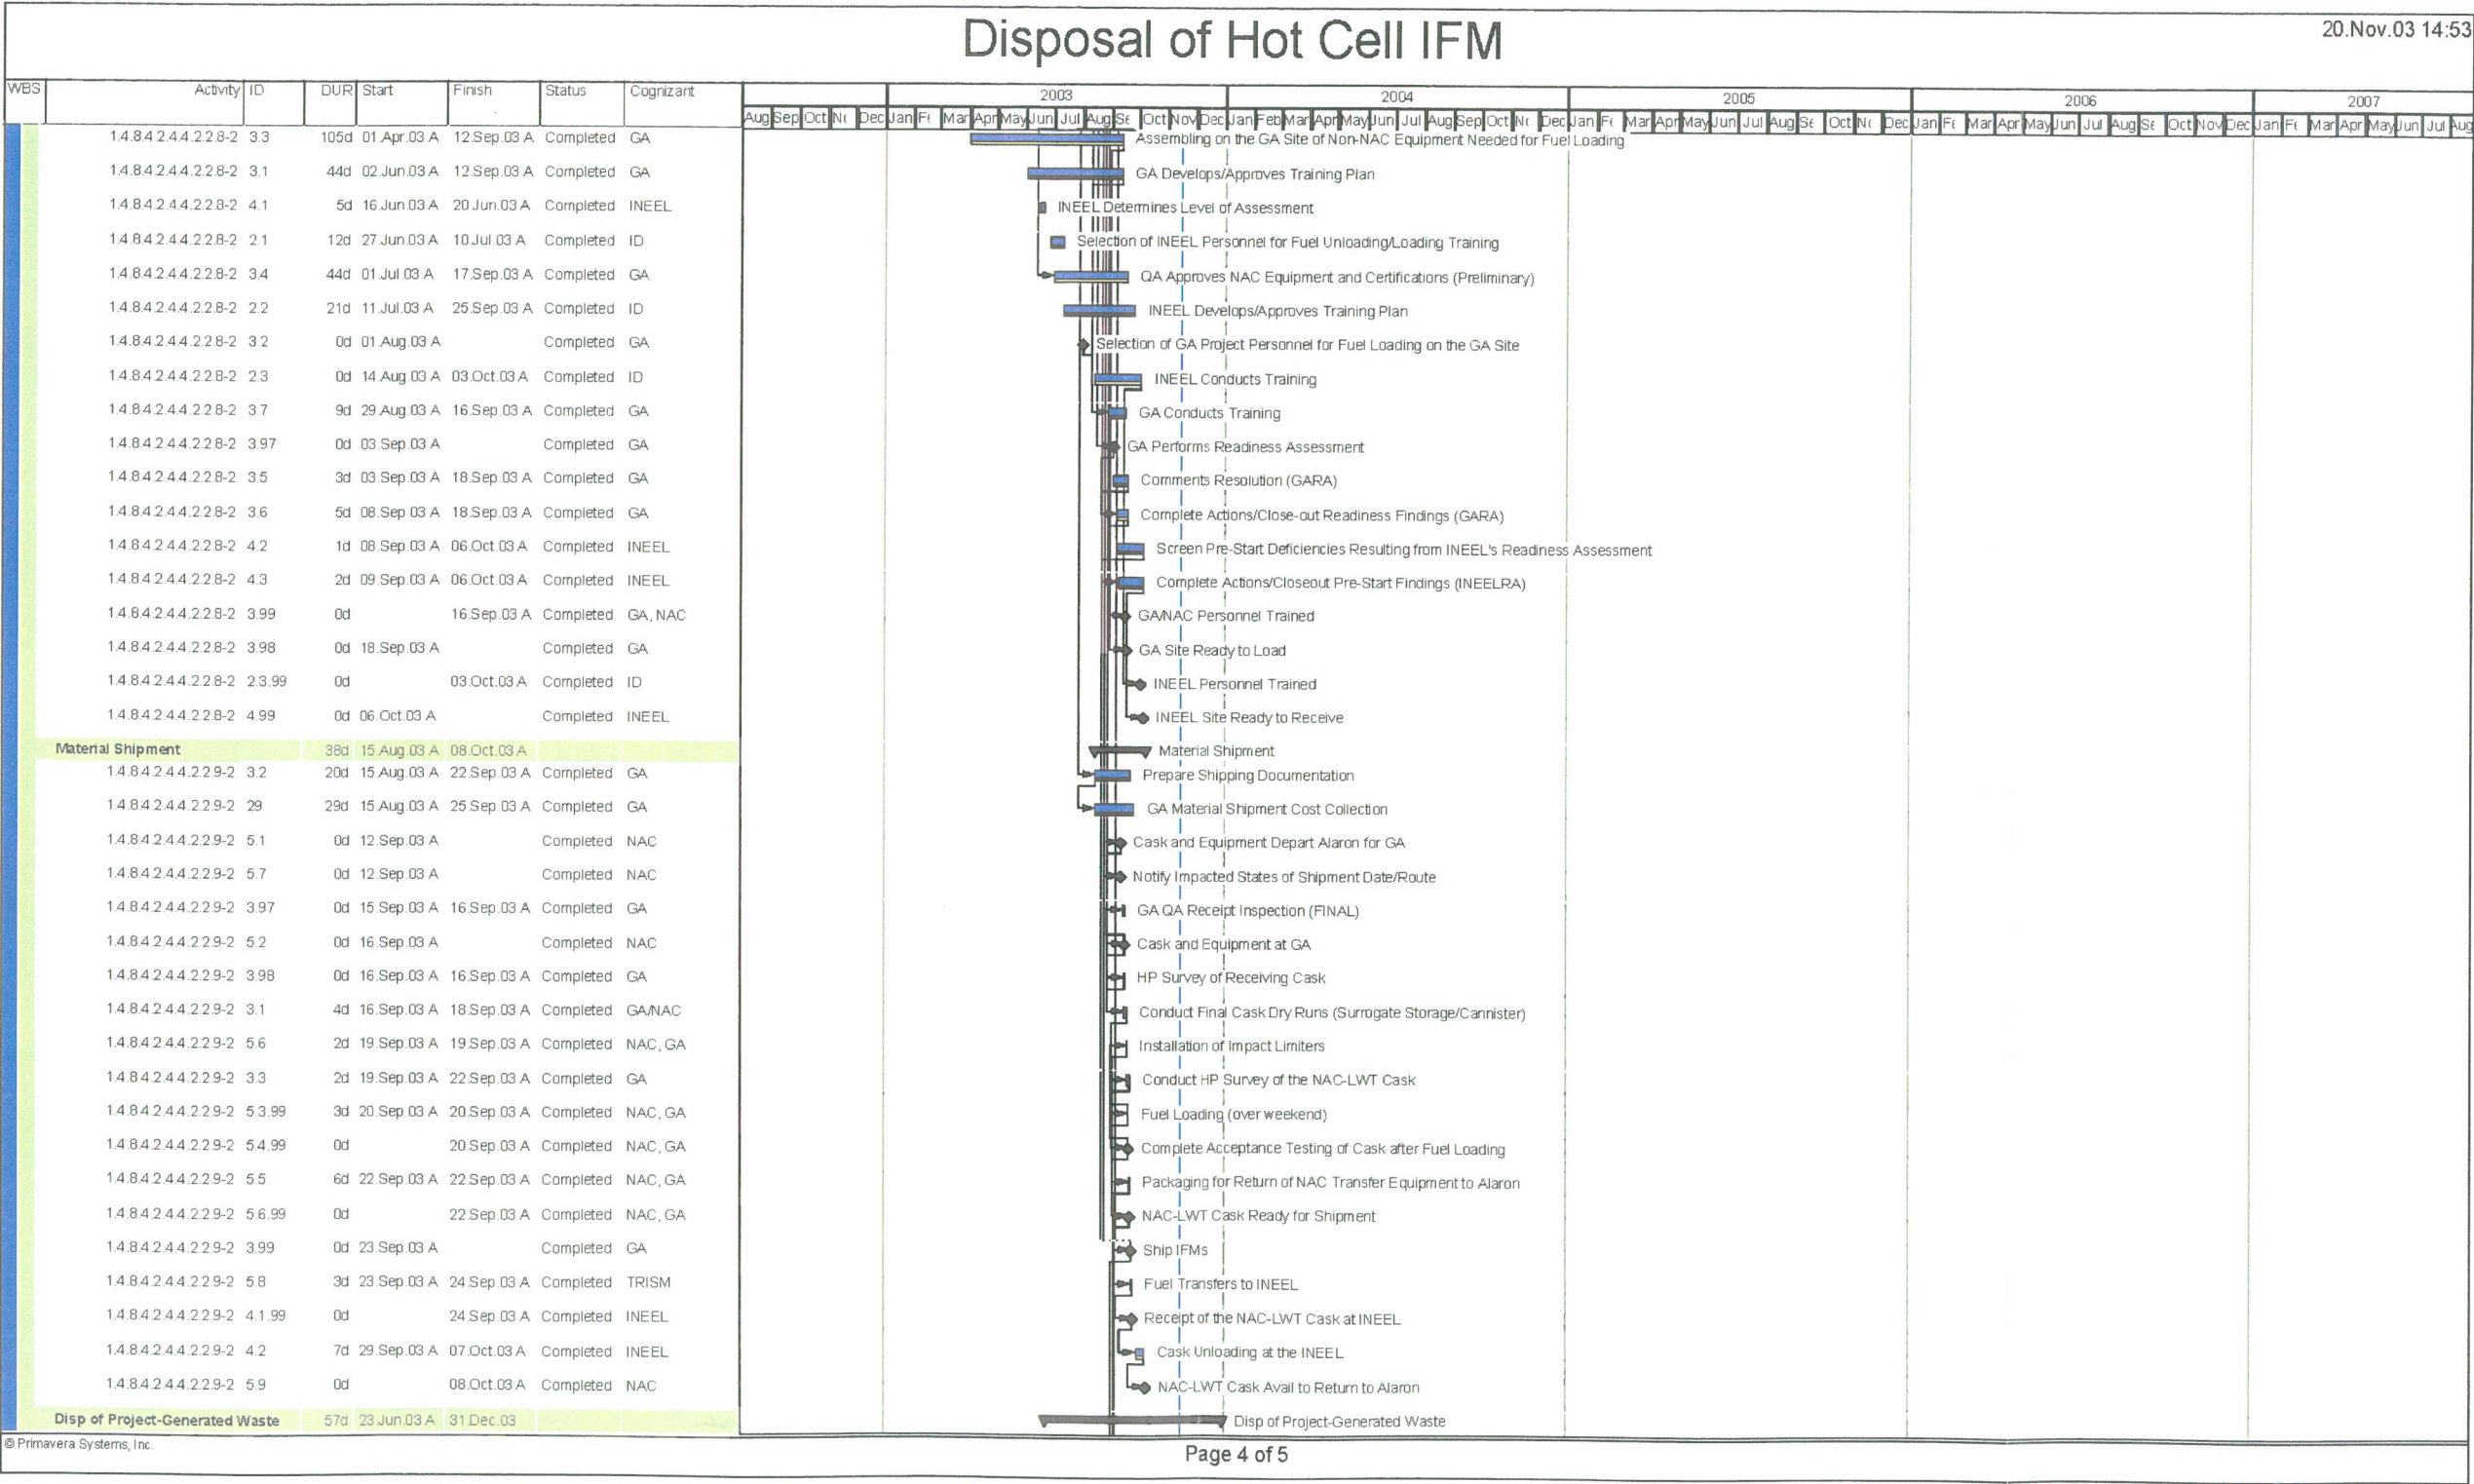 Disposal of Hot Cell IFM
20.Nov.03 14:53
WBS Activity ID DUR Start Finish Status Cognizant
2003 2004 2005 2006 2007
Aug Sep Oct Dec Jan Mar Apr May Jun Jul Aug Oct Nov Dec Jan Feb Mar Apr May Jun Jul Aug Sep Oct Dec Jan Mar Apr May Jun Jul Aug Oct Dec Jan Mar Apr May Jun Jul Aug Oct Nov Dec Jan Mar Apr May Jun Jul Aug
1.4.8.4.2.4.4.2.2.8-2 3.3 105d 01.Apr.03 A 12.Sep.03 A Completed GA Assembling on the GA Site of Non-NAC Equipment Needed for Fuel Loading
1.4.8.4.2.4.4.2.2.8-2 3.1 44d 02.Jun.03 A 12.Sep.03 A Completed GA GA Develops/Approves Training Plan
1.4.8.4.2.4.4.2.2.8-2 4.1 5d 16.Jun.03 A 20.Jun.03 A Completed INEEL INEEL Determines Level of Assessment
1.4.8.4.2.4.4.2.2.8-2 2.1 12d 27.Jun.03 A 10.Jul.03 A Completed ID Selection of INEEL Personnel for Fuel Unloading/Loading Training
1.4.8.4.2.4.4.2.2.8-2 3.4 44d 01.Jul.03 A 17.Sep.03 A Completed GA QA Approves NAC Equipment and Certifications (Preliminary)
1.4.8.4.2.4.4.2.2.8-2 2.2 21d 11.Jul.03 A 25.Sep.03 A Completed ID INEEL Develops/Approves Training Plan
1.4.8.4.2.4.4.2.2.8-2 3.2 0d 01.Aug.03 A Completed GA Selection of GA Project Personnel for Fuel Loading on the GA Site
1.4.8.4.2.4.4.2.2.8-2 2.3 0d 14.Aug.03 A 03.Oct.03 A Completed ID INEEL Conducts Training
1.4.8.4.2.4.4.2.2.8-2 3.7 9d 29.Aug.03 A 16.Sep.03 A Completed GA GA Conducts Training
1.4.8.4.2.4.4.2.2.8-2 3.97 0d 03.Sep.03 A Completed GA GA Performs Readiness Assessment
1.4.8.4.2.4.4.2.2.8-2 3.5 3d 03.Sep.03 A 18.Sep.03 A Completed GA Comments Resolution (GARA)
1.4.8.4.2.4.4.2.2.8-2 3.6 5d 08.Sep.03 A 18.Sep.03 A Completed GA Complete Actions/Close-out Readiness Findings (GARA)
1.4.8.4.2.4.4.2.2.8-2 4.2 1d 08.Sep.03 A 06.Oct.03 A Completed INEEL Screen Pre-Start Deficiencies Resulting from INEEL's Readiness Assessment
1.4.8.4.2.4.4.2.2.8-2 4.3 2d 09.Sep.03 A 06.Oct.03 A Completed INEEL Complete Actions/Closeout Pre-Start Findings (INEELRA)
1.4.8.4.2.4.4.2.2.8-2 3.99 0d 16.Sep.03 A Completed GA, NAC GA/NAC Personnel Trained
1.4.8.4.2.4.4.2.2.8-2 3.98 0d 18.Sep.03 A Completed GA GA Site Ready to Load
1.4.8.4.2.4.4.2.2.8-2 2.3.99 0d 03.Oct.03 A Completed ID INEEL Personnel Trained
1.4.8.4.2.4.4.2.2.8-2 4.99 0d 06.Oct.03 A Completed INEEL INEEL Site Ready to Receive
Material Shipment 38d 15.Aug.03 A 08.Oct.03 A Material Shipment
1.4.8.4.2.4.4.2.2.9-2 3.2 20d 15.Aug.03 A 22.Sep.03 A Completed GA Prepare Shipping Documentation
1.4.8.4.2.4.4.2.2.9-2 29 29d 15.Aug.03 A 25.Sep.03 A Completed GA GA Material Shipment Cost Collection
1.4.8.4.2.4.4.2.2.9-2 5.1 0d 12.Sep.03 A Completed NAC Cask and Equipment Depart Alaron for GA
1.4.8.4.2.4.4.2.2.9-2 5.7 0d 12.Sep.03 A Completed NAC Notify Impacted States of Shipment Date/Route
1.4.8.4.2.4.4.2.2.9-2 3.97 0d 15.Sep.03 A 16.Sep.03 A Completed GA GA QA Receipt Inspection (FINAL)
1.4.8.4.2.4.4.2.2.9-2 5.2 0d 16.Sep.03 A Completed NAC Cask and Equipment at GA
1.4.8.4.2.4.4.2.2.9-2 3.98 0d 16.Sep.03 A 16.Sep.03 A Completed GA HP Survey of Receiving Cask
1.4.8.4.2.4.4.2.2.9-2 3.1 4d 16.Sep.03 A 18.Sep.03 A Completed GA/NAC Conduct Final Cask Dry Runs (Surrogate Storage/Cannister)
1.4.8.4.2.4.4.2.2.9-2 5.6 2d 19.Sep.03 A 19.Sep.03 A Completed NAC, GA Installation of Impact Limiters
1.4.8.4.2.4.4.2.2.9-2 3.3 2d 19.Sep.03 A 22.Sep.03 A Completed GA Conduct HP Survey of the NAC-LWT Cask
1.4.8.4.2.4.4.2.2.9-2 5.3.99 3d 20.Sep.03 A 20.Sep.03 A Completed NAC, GA Fuel Loading (over weekend)
1.4.8.4.2.4.4.2.2.9-2 5.4.99 0d 20.Sep.03 A Completed NAC, GA Complete Acceptance Testing of Cask after Fuel Loading
1.4.8.4.2.4.4.2.2.9-2 5.5 6d 22.Sep.03 A 22.Sep.03 A Completed NAC, GA Packaging for Return of NAC Transfer Equipment to Alaron
1.4.8.4.2.4.4.2.2.9-2 5.6.99 0d 22.Sep.03 A Completed NAC, GA NAC-LWT Cask Ready for Shipment
1.4.8.4.2.4.4.2.2.9-2 3.99 0d 23.Sep.03 A Completed GA Ship IFMs
1.4.8.4.2.4.4.2.2.9-2 5.8 3d 23.Sep.03 A 24.Sep.03 A Completed TRISM Fuel Transfers to INEEL
1.4.8.4.2.4.4.2.2.9-2 4.1.99 0d 24.Sep.03 A Completed INEEL Receipt of the NAC-LWT Cask at INEEL
1.4.8.4.2.4.4.2.2.9-2 4.2 7d 29.Sep.03 A 07.Oct.03 A Completed INEEL Cask Unloading at the INEEL
1.4.8.4.2.4.4.2.2.9-2 5.9 0d 08.Oct.03 A Completed NAC NAC-LWT Cask Avail to Return to Alaron
Disp of Project-Generated Waste 57d 23.Jun.03 A 31.Dec.03 Disp of Project-Generated Waste
© Primavera Systems, Inc.
Page 4 of 5